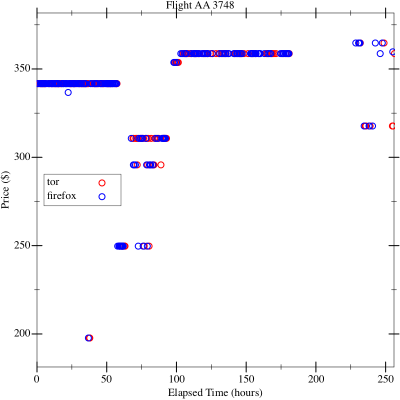 Flight AA 3748
350
300
250
200
Price ($)
tor
firefox
0 50 100 150 200 250
Elapsed Time (hours)